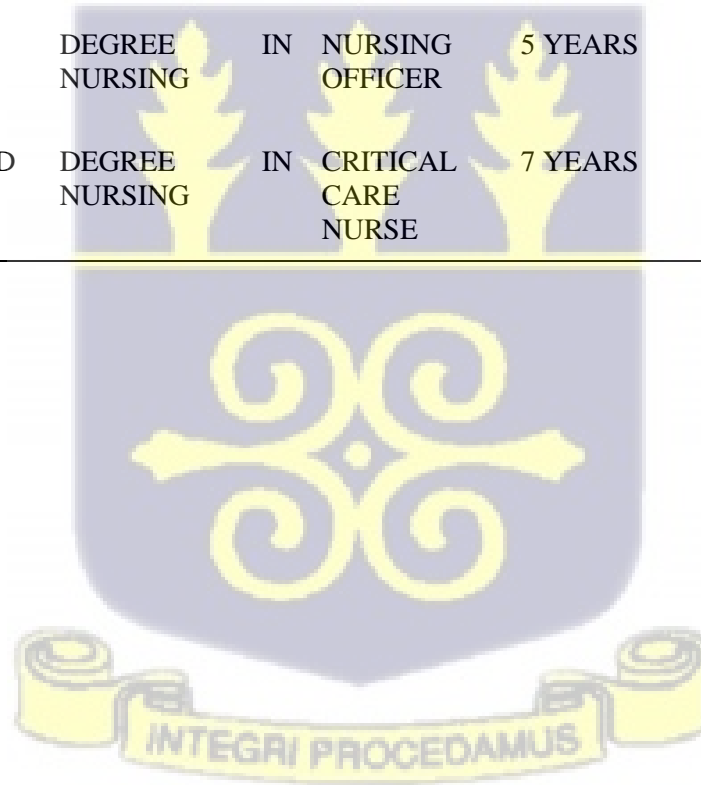 DEGREE IN NURSING 5 YEARS
NURSING OFFICER
D DEGREE IN CRITICAL 7 YEARS
NURSING CARE
NURSE
INTEGRI PROCEDAMUS